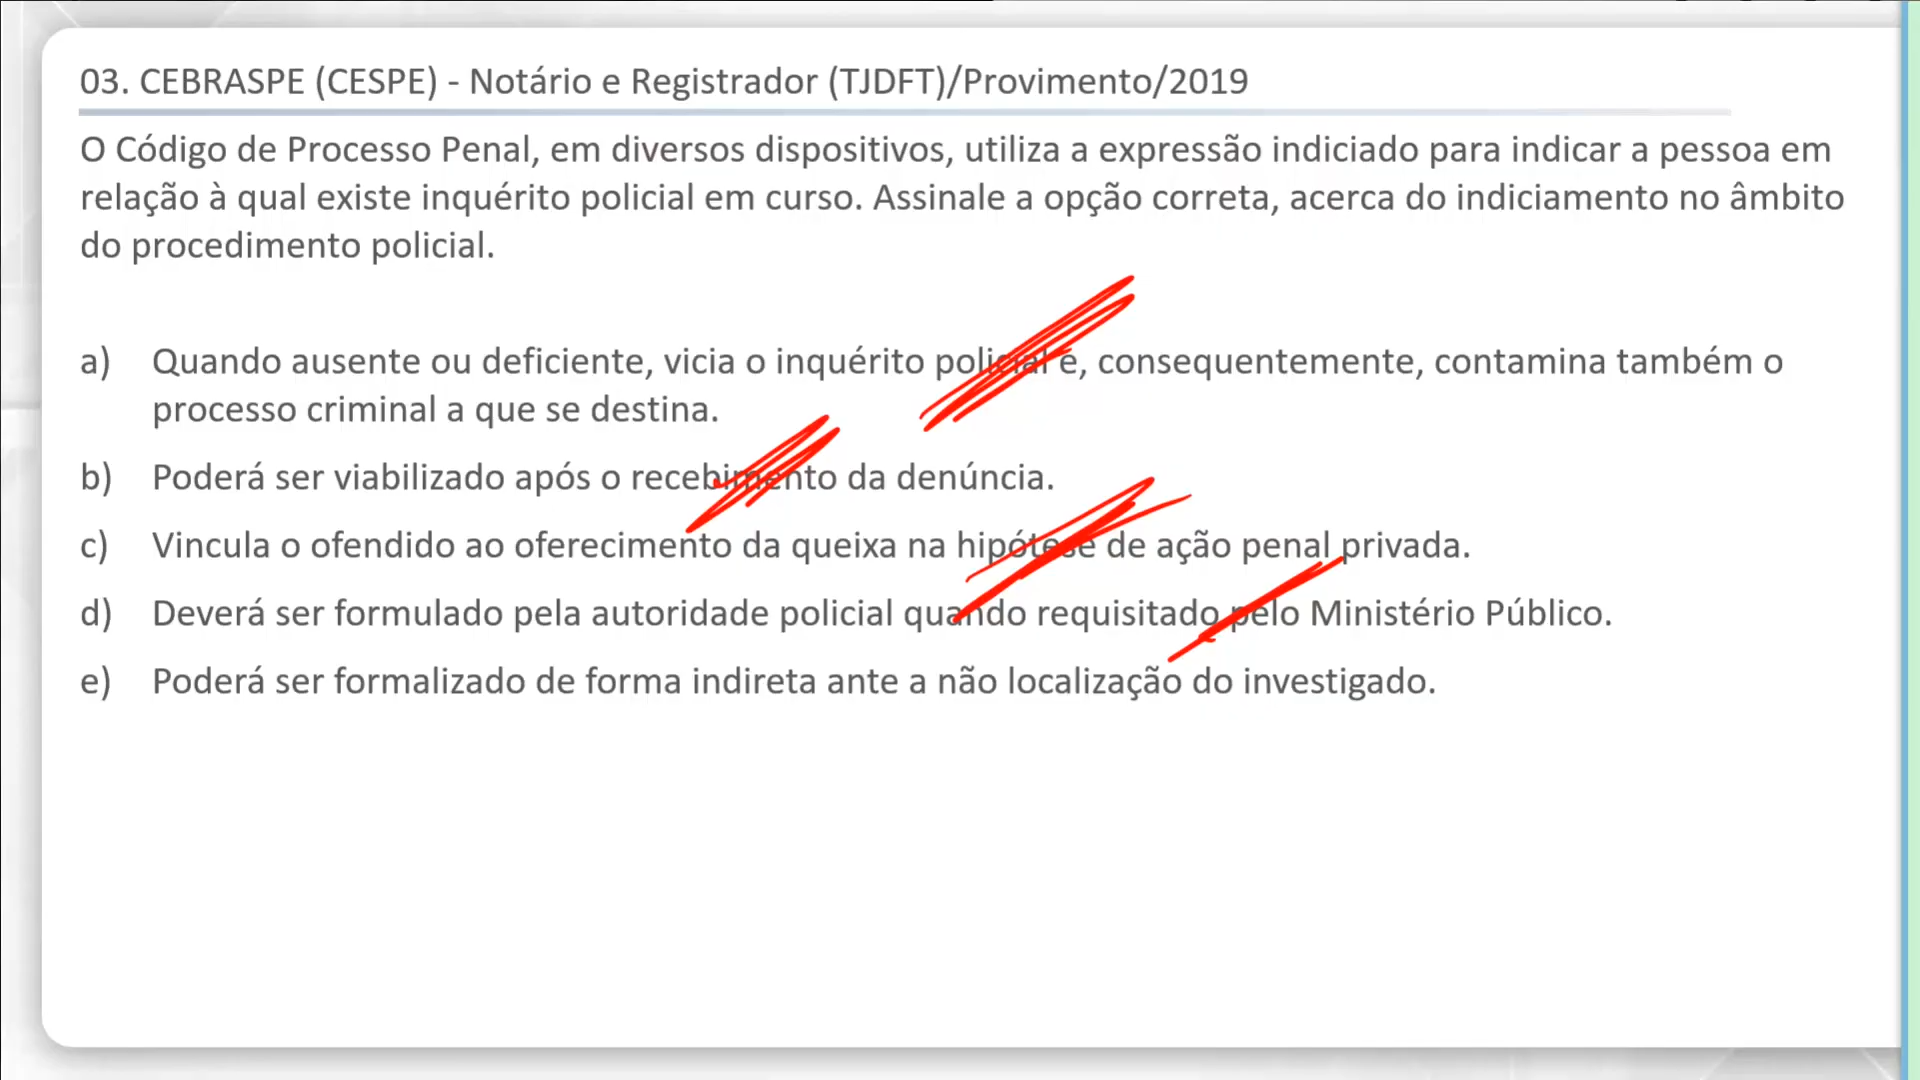 03. CEBRASPE (CESPE) - Notário e Registrador (TJDFT)/Provimento/2019
O Código de Processo Penal, em diversos dispositivos, utiliza a expressão indiciado para indicar a pessoa em
relação à qual existe inquérito policial em curso. Assinale a opção correta, acerca do indiciamento no âmbito
do procedimento policial.
a) Quando ausente ou deficiente, vicia o inquérito policial e, consequentemente, contamina também o
processo criminal a que se destina.
b) Poderá ser viabilizado após o recebimento da denúncia.
c) Vincula o ofendido ao oferecimento da queixa na hipótese de ação penal privada.
d) Deverá ser formulado pela autoridade policial quando requisitado pelo Ministério Público.
e) Poderá ser formalizado de forma indireta ante a não localização do investigado.